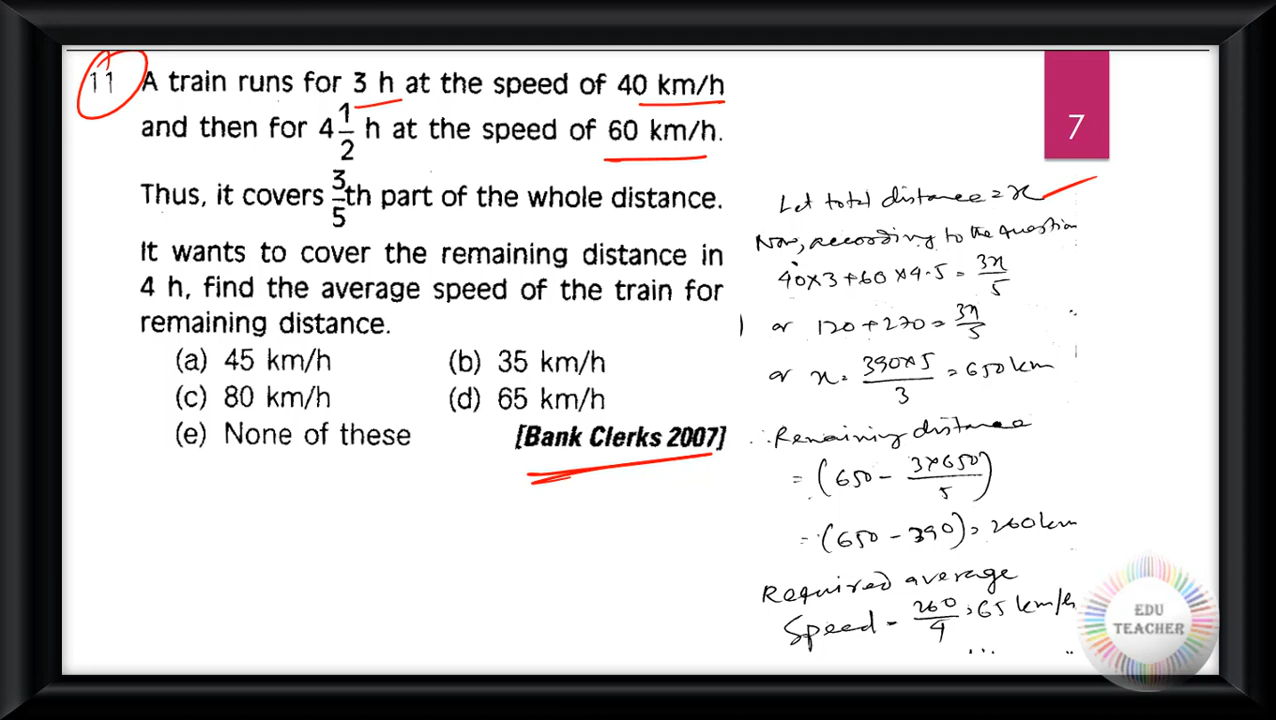 11 A train runs for 3 h at the speed of 40 km/h
and then for 4 1/2 h at the speed of 60 km/h.
Thus, it covers 3/5th part of the whole distance.
It wants to cover the remaining distance in
4 h, find the average speed of the train for
remaining distance.
(a) 45 km/h (b) 35 km/h
(c) 80 km/h (d) 65 km/h
(e) None of these [Bank Clerks 2007]
7
Let total distance = x
Now, according to the question
40×3+60×4.5 = 3x/5
or 120+270 = 3x/5
or x = 390×5/3 = 650 km
∴ Remaining distance
= (650 - 3×650/5)
= (650 - 390) = 260 km
Required average
Speed = 260/4 = 65 km/h
EDU
TEACHER